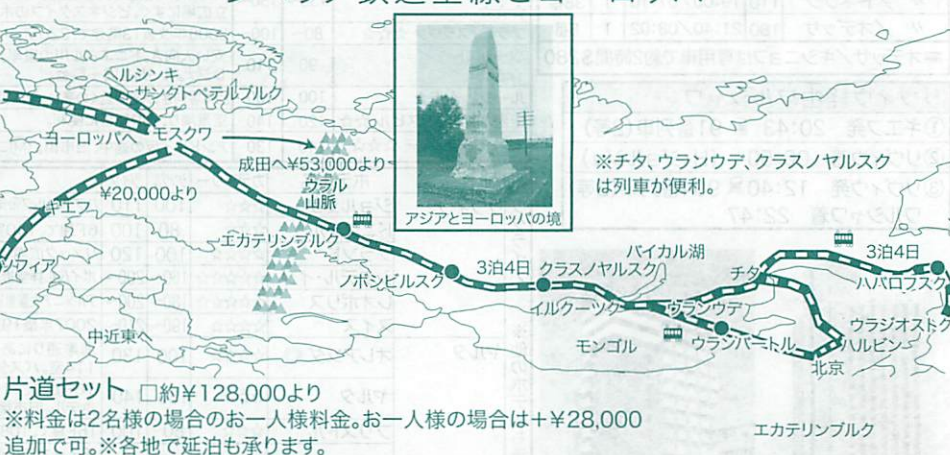 ヘルシンキ
サンクトペテルブルク
ヨーロッパへ
モスクワ
成田へ¥53,000より
ウラル
山脈
¥20,000より
キエフ
ソフィア
中近東へ
エカテリンブルク
アジアとヨーロッパの境
※チタ、ウランウデ、クラスノヤルスク
は列車が便利。
ノボシビルスク
3泊4日
クラスノヤルスク
バイカル湖
イルクーツク
チタ
ウランウデ
モンゴル
ウランバートル
3泊4日
ハバロフスク
ウラジオストク
ハルビン
北京
片道セット □約¥128,000より
※料金は2名様の場合のお一人様料金。お一人様の場合は+¥28,000
追加で可。※各地で延泊も承ります。
エカテリンブルク